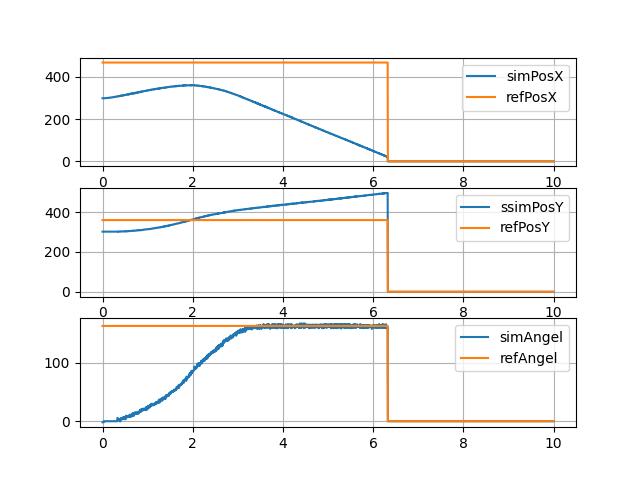 400
200
0
simPosX
refPosX
0 2 4 6 8 10
400
200
0
ssimPosY
refPosY
0 2 4 6 8 10
100
0
simAngel
refAngel
0 2 4 6 8 10